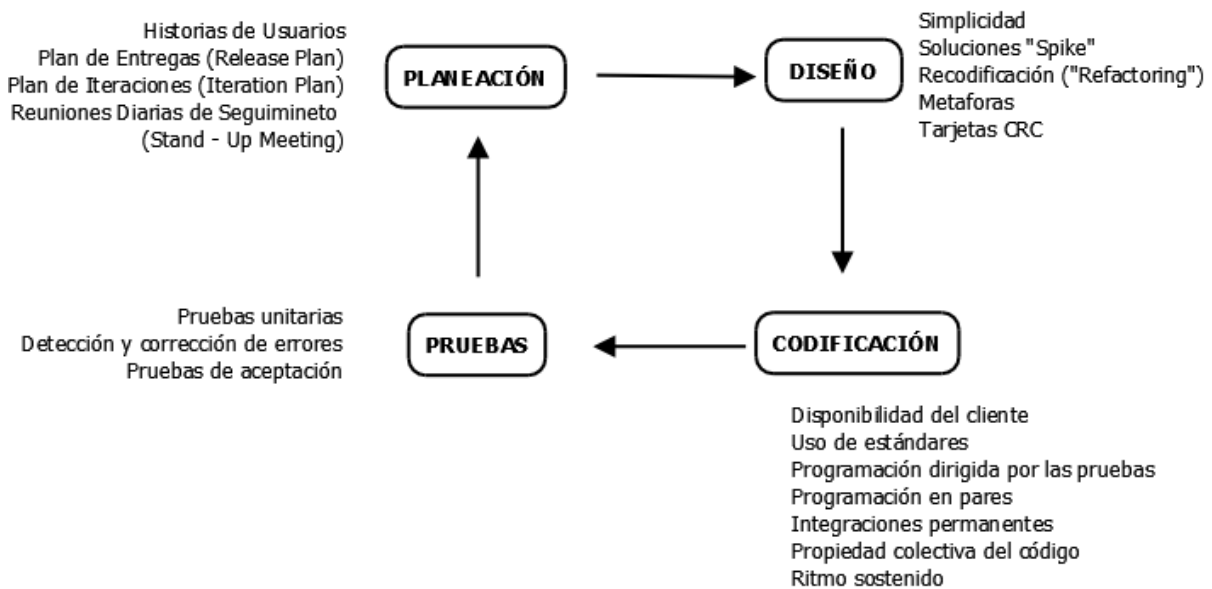 Historias de Usuarios
Plan de Entregas (Release Plan)
Plan de Iteraciones (Iteration Plan)
Reuniones Diarias de Seguimineto
(Stand - Up Meeting)
PLANEACIÓN
DISEÑO
Simplicidad
Soluciones "Spike"
Recodificación ("Refactoring")
Metaforas
Tarjetas CRC
Pruebas unitarias
Detección y corrección de errores
Pruebas de aceptación
PRUEBAS
CODIFICACIÓN
Disponibilidad del cliente
Uso de estándares
Programación dirigida por las pruebas
Programación en pares
Integraciones permanentes
Propiedad colectiva del código
Ritmo sostenido